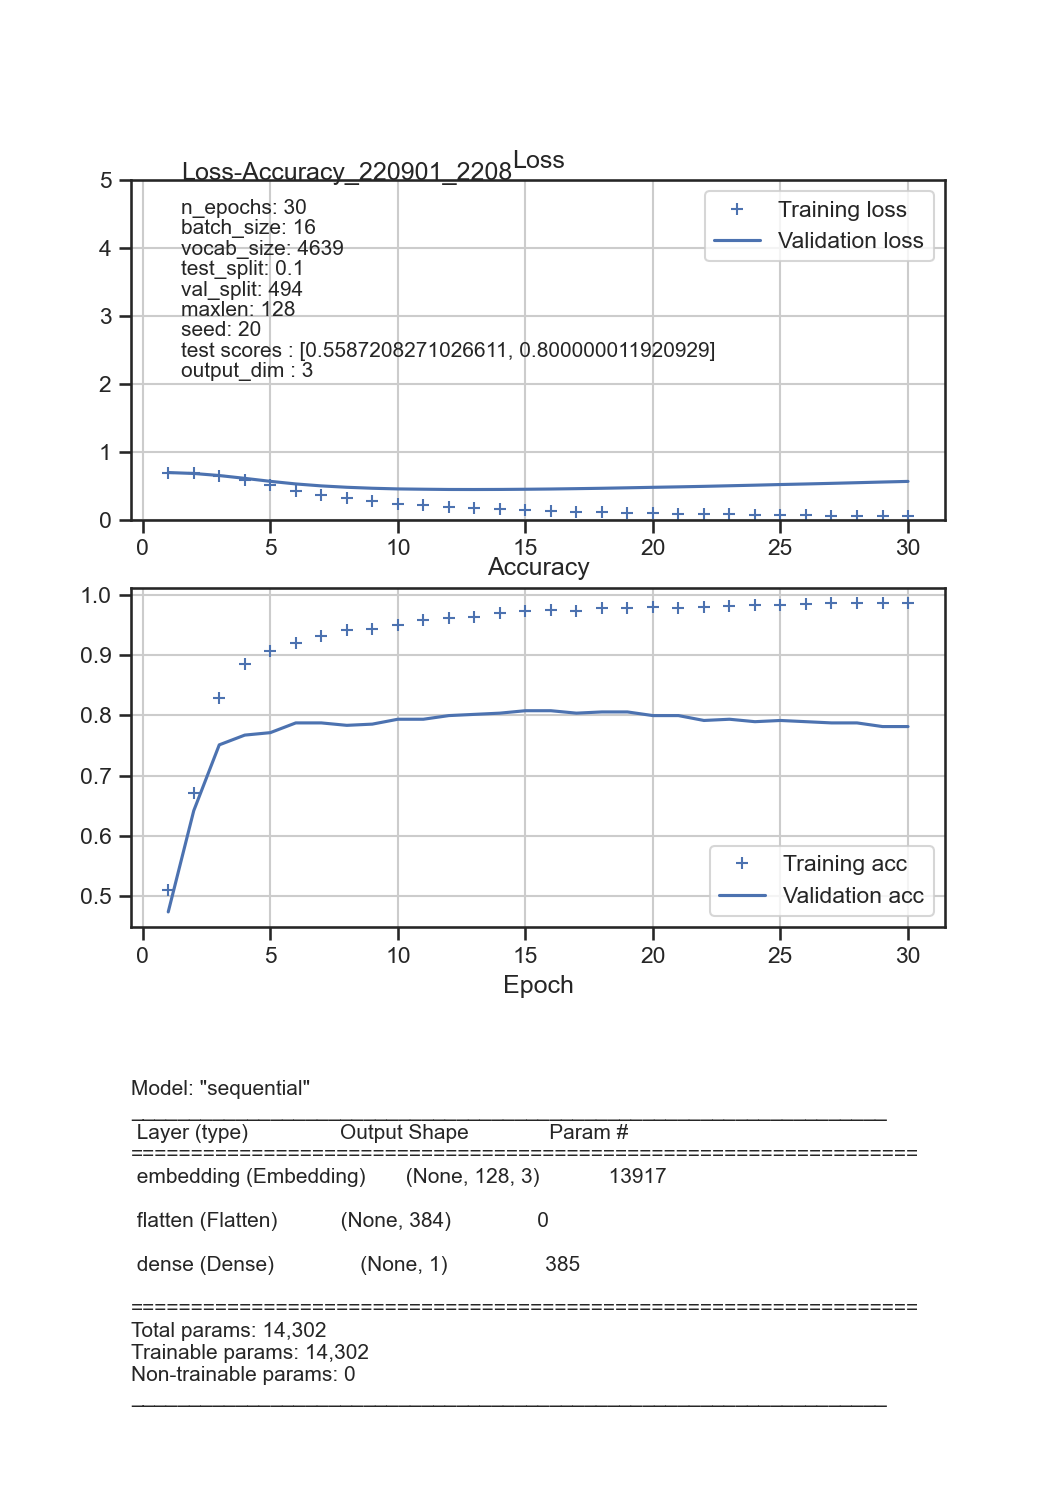 Loss
Loss-Accuracy_220901_2208
5
4
3
2
1
0
n_epochs: 30
batch_size: 16
vocab_size: 4639
test_split: 0.1
val_split: 494
maxlen: 128
seed: 20
test scores : [0.5587208271026611, 0.800000011920929]
output_dim : 3
Training loss
Validation loss
0 5 10 15 20 25 30
Accuracy
1.0
0.9
0.8
0.7
0.6
0.5
Training acc
Validation acc
0 5 10 15 20 25 30
Epoch
Model: "sequential"
Layer (type) Output Shape Param #
embedding (Embedding) (None, 128, 3) 13917
flatten (Flatten) (None, 384) 0
dense (Dense) (None, 1) 385
Total params: 14,302
Trainable params: 14,302
Non-trainable params: 0